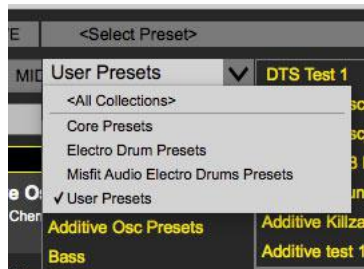 E <Select Preset>
MID User Presets DTS Test 1
<All Collections>
Core Presets
Electro Drum Presets
Misfit Audio Electro Drums Presets
✓ User Presets
Additive Osc Presets Additive Killza
Bass Additive test 1